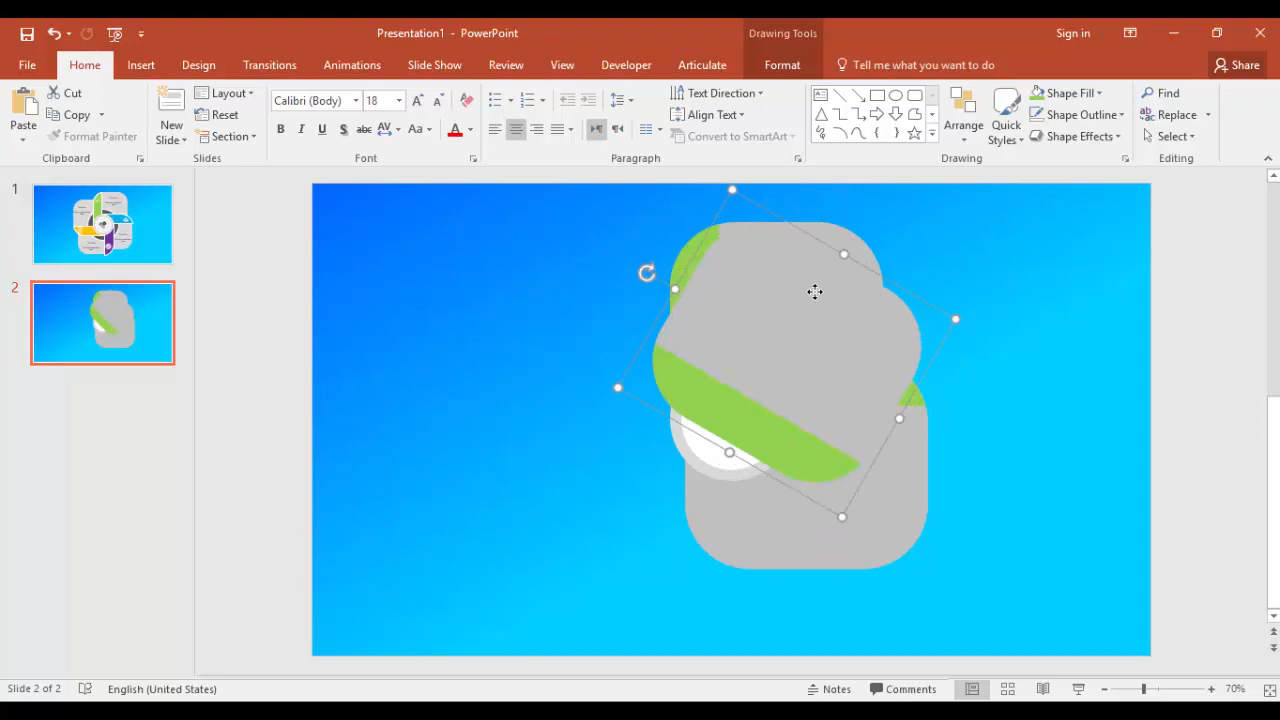 Presentation1 - PowerPoint
Drawing Tools
Sign in
File Home Insert Design Transitions Animations Slide Show Review View Developer Articulate Format Tell me what you want to do Share
Paste
Cut
Copy
Format Painter
Clipboard
New Slide
Layout
Reset
Section
Slides
Calibri (Body) 18
B I U S abc AV Aa A
Font
Text Direction
Align Text
Convert to SmartArt
Paragraph
Arrange
Quick Styles
Shape Fill
Shape Outline
Shape Effects
Drawing
Find
Replace
Select
Editing
1
2
Slide 2 of 2 English (United States) Notes Comments 70%